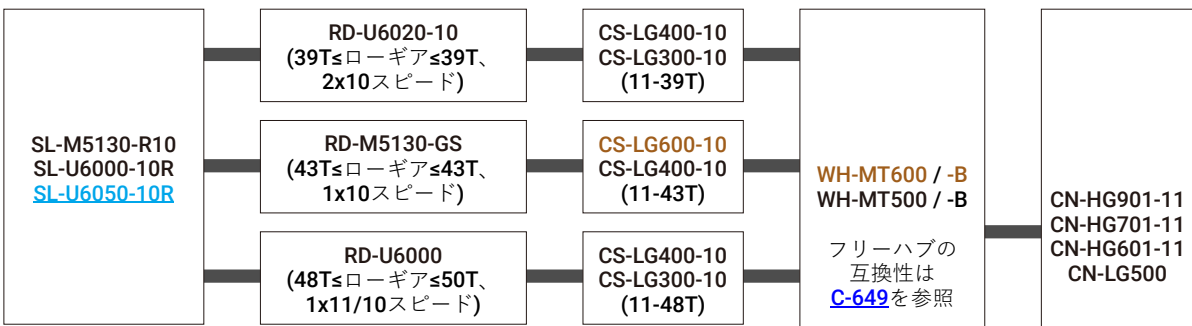 SL-M5130-R10
SL-U6000-10R
SL-U6050-10R
RD-U6020-10
(39T≤ローギア≤39T、
2x10スピード)
CS-LG400-10
CS-LG300-10
(11-39T)
RD-M5130-GS
(43T≤ローギア≤43T、
1x10スピード)
CS-LG600-10
CS-LG400-10
(11-43T)
RD-U6000
(48T≤ローギア≤50T、
1x11/10スピード)
CS-LG400-10
CS-LG300-10
(11-48T)
WH-MT600 / -B
WH-MT500 / -B
フリーハブの
互換性は
C-649を参照
CN-HG901-11
CN-HG701-11
CN-HG601-11
CN-LG500